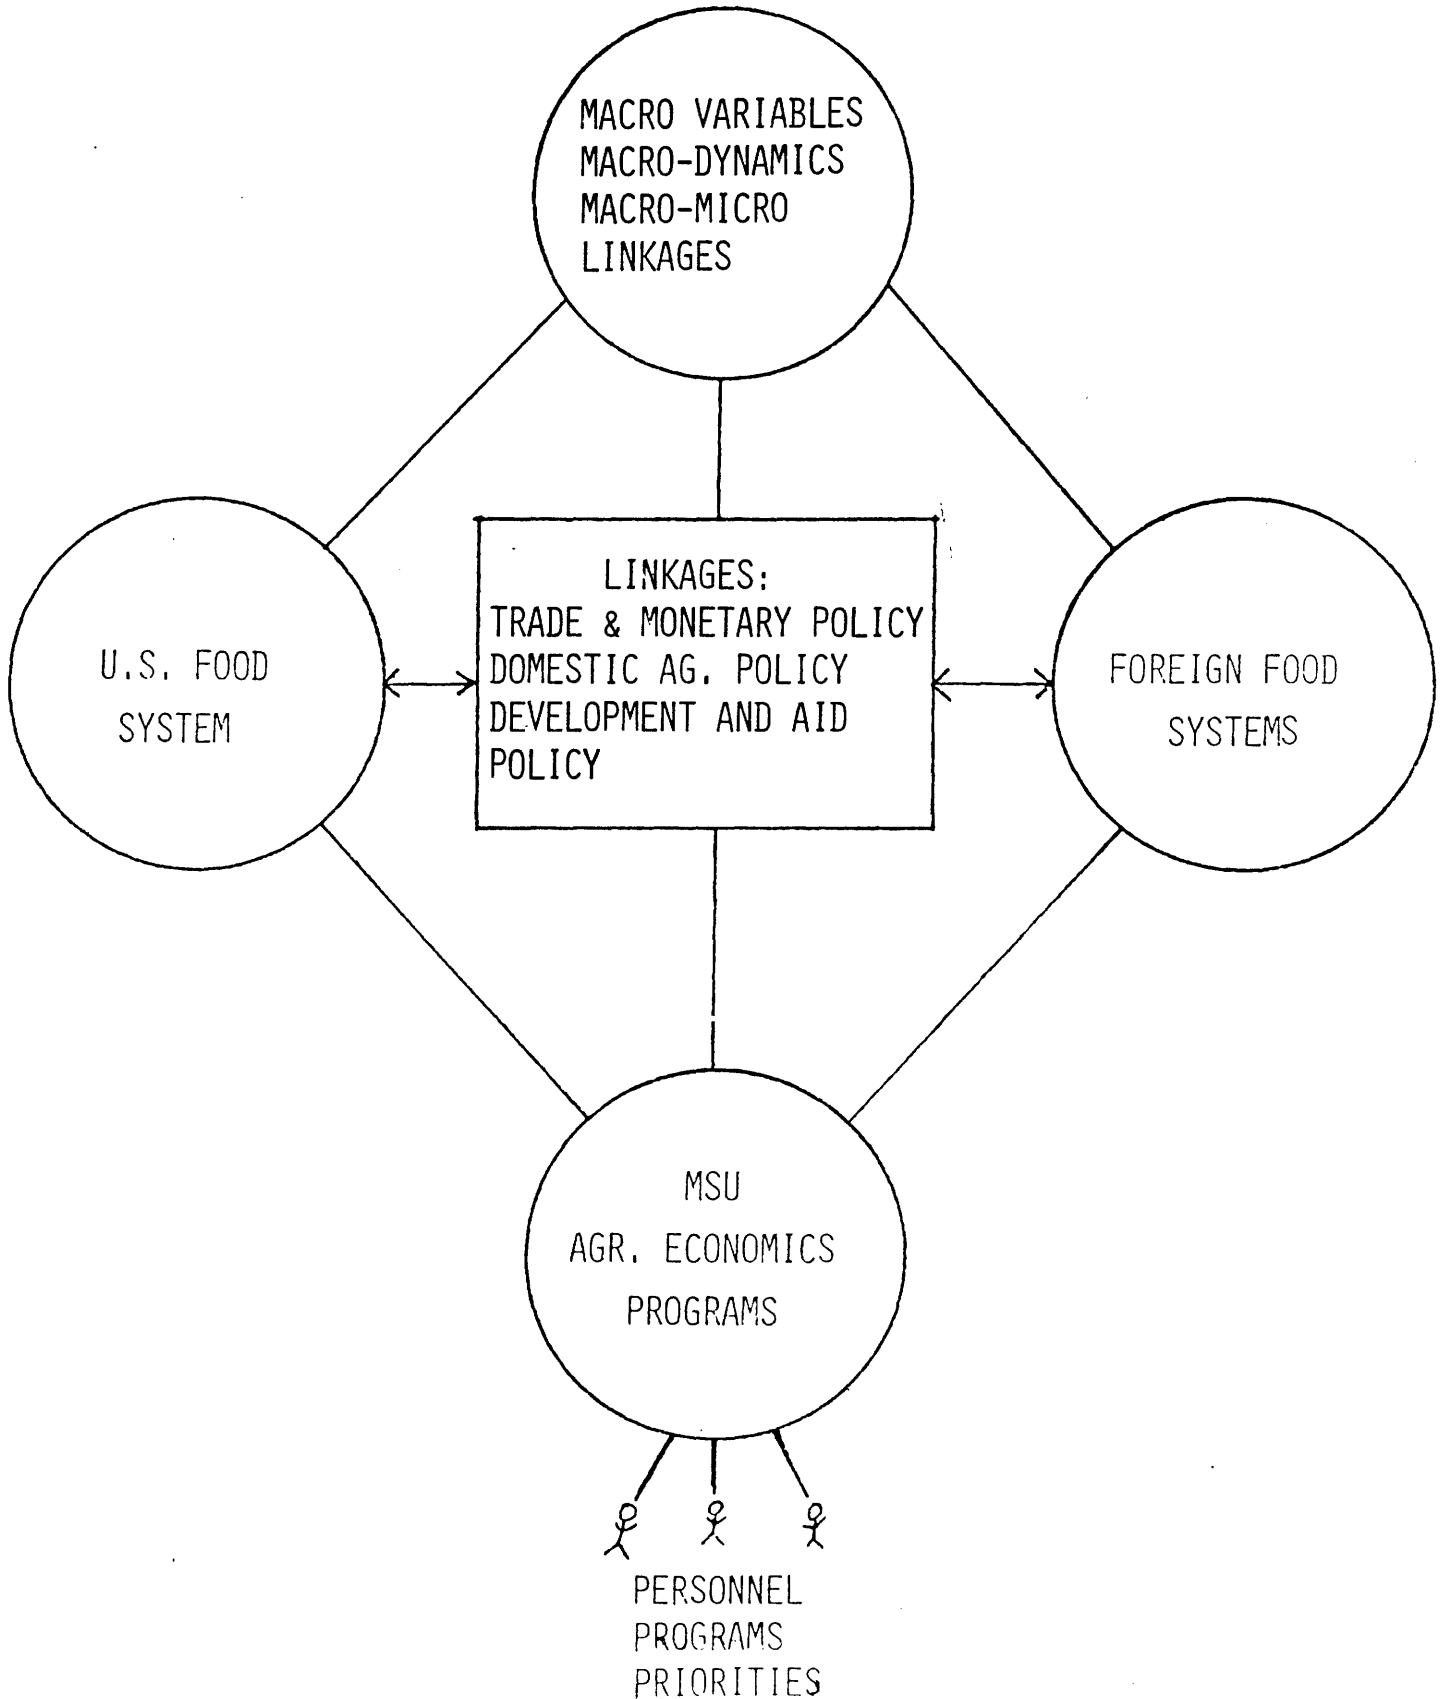 MACRO VARIABLES
MACRO-DYNAMICS
MACRO-MICRO
LINKAGES
LINKAGES:
TRADE & MONETARY POLICY
DOMESTIC AG. POLICY
DEVELOPMENT AND AID
POLICY
U.S. FOOD
SYSTEM
FOREIGN FOOD
SYSTEMS
MSU
AGR. ECONOMICS
PROGRAMS
PERSONNEL
PROGRAMS
PRIORITIES